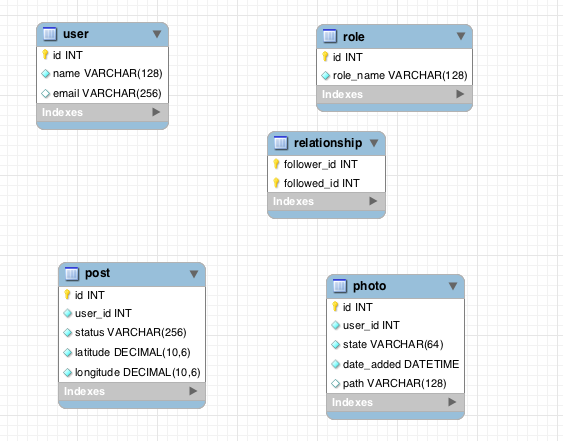 user
id INT
name VARCHAR(128)
email VARCHAR(256)
Indexes
role
id INT
role_name VARCHAR(128)
Indexes
relationship
follower_id INT
followed_id INT
Indexes
post
id INT
user_id INT
status VARCHAR(256)
latitude DECIMAL(10,6)
longitude DECIMAL(10,6)
Indexes
photo
id INT
user_id INT
state VARCHAR(64)
date_added DATETIME
path VARCHAR(128)
Indexes